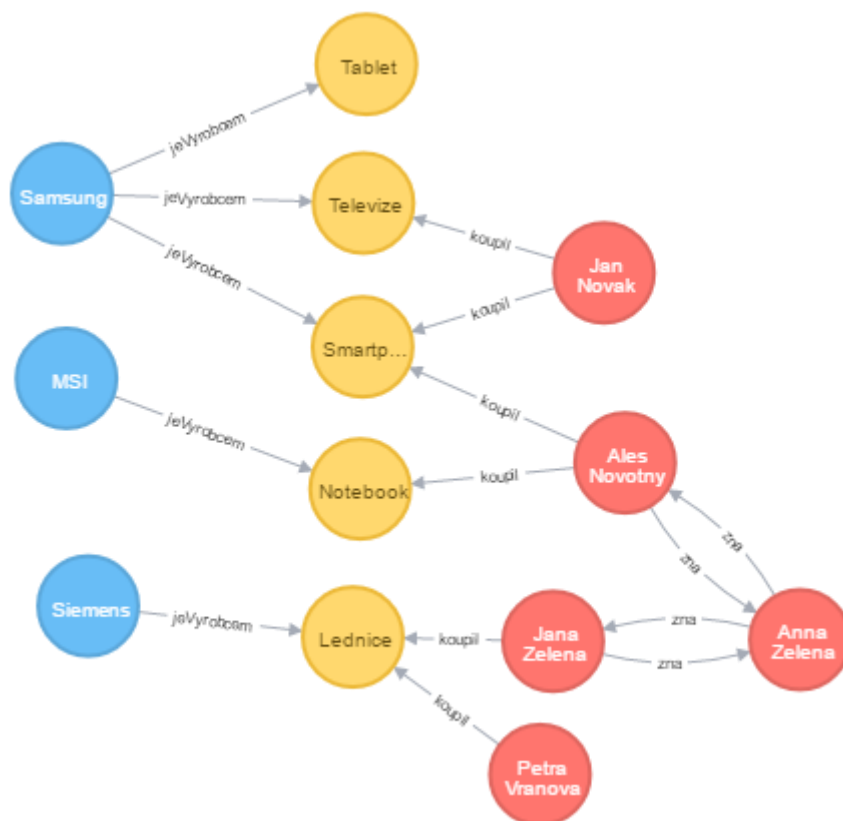 Tablet
jeVyrobcem
Samsung
jeVyrobcem
Televize
jeVyrobcem
koupil
Jan
Novak
koupil
Smartp...
MSI
koupil
jeVyrobcem
Ales
Novotny
Notebook
koupil
zna
zna
Siemens
jeVyrobcem
Lednice
koupil
Jana
Zelena
zna
zna
Anna
Zelena
koupil
Petra
Vranova